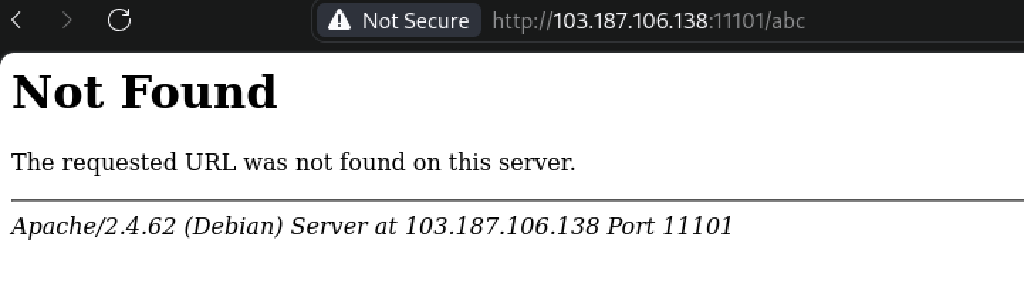 Not Secure http://103.187.106.138:11101/abc
Not Found
The requested URL was not found on this server.
Apache/2.4.62 (Debian) Server at 103.187.106.138 Port 11101